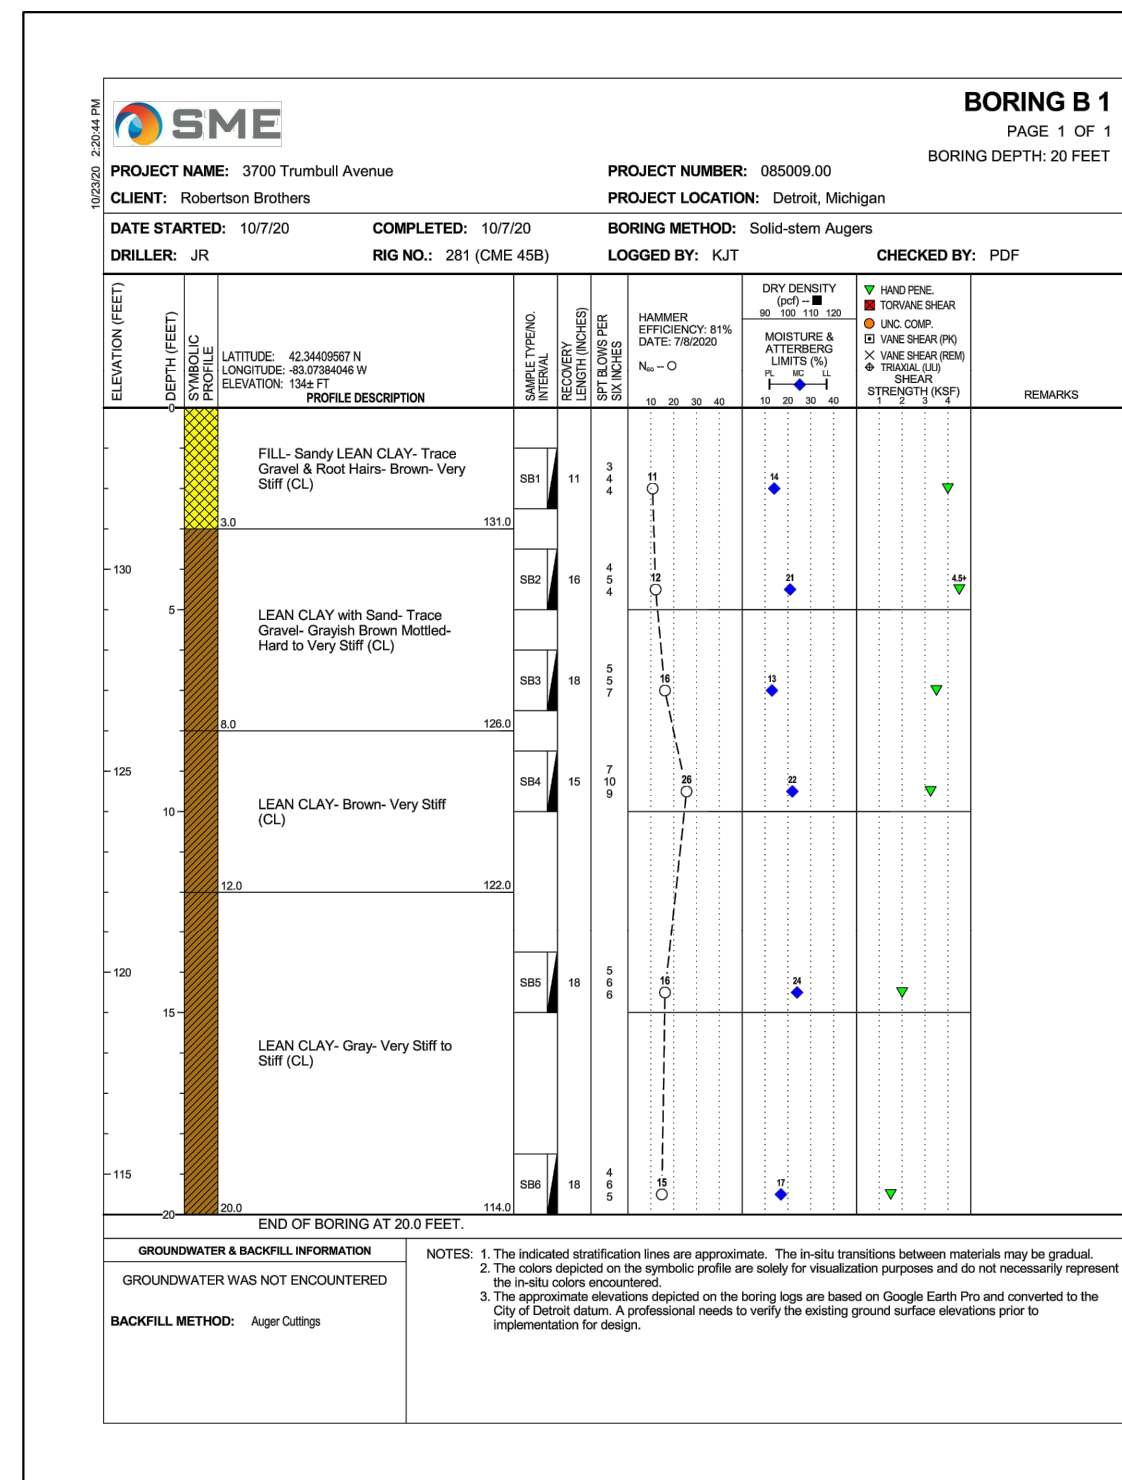 10/23/20 2:20:44 PM
SME
BORING B 1
PAGE 1 OF 1
BORING DEPTH: 20 FEET
PROJECT NAME: 3700 Trumbull Avenue
PROJECT NUMBER: 085009.00
CLIENT: Robertson Brothers
PROJECT LOCATION: Detroit, Michigan
DATE STARTED: 10/7/20
COMPLETED: 10/7/20
BORING METHOD: Solid-stem Augers
DRILLER: JR
RIG NO.: 281 (CME 45B)
LOGGED BY: KJT
CHECKED BY: PDF
ELEVATION (FEET)
DEPTH (FEET)
SYMBOLIC
PROFILE
LATITUDE: 42.34409567 N
LONGITUDE: -83.07384046 W
ELEVATION: 134± FT
PROFILE DESCRIPTION
SAMPLE TYPE/NO.
INTERVAL
RECOVERY
LENGTH (INCHES)
SPT BLOWS PER
SIX INCHES
HAMMER
EFFICIENCY: 81%
DATE: 7/8/2020
N₆₀ -- O
10 20 30 40
DRY DENSITY
(pcf) -- ■
90 100 110 120
MOISTURE &
ATTERBERG
LIMITS (%)
PL MC LL
10 20 30 40
HAND PENE.
TORVANE SHEAR
UNC. COMP.
VANE SHEAR (PK)
VANE SHEAR (REM)
TRIAXIAL (UU)
SHEAR
STRENGTH (KSF)
1 2 3 4
REMARKS
0
FILL- Sandy LEAN CLAY- Trace
Gravel & Root Hairs- Brown- Very
Stiff (CL)
SB1
11
3
4
4
11
14
3.0
131.0
130
SB2
16
4
5
4
12
21
4.5+
5
LEAN CLAY with Sand- Trace
Gravel- Grayish Brown Mottled-
Hard to Very Stiff (CL)
SB3
18
5
5
7
16
13
8.0
126.0
125
SB4
15
7
10
9
26
22
10
LEAN CLAY- Brown- Very Stiff
(CL)
12.0
122.0
120
SB5
18
5
6
6
16
24
15
LEAN CLAY- Gray- Very Stiff to
Stiff (CL)
115
SB6
18
4
6
5
15
17
20
20.0
114.0
END OF BORING AT 20.0 FEET.
GROUNDWATER & BACKFILL INFORMATION
GROUNDWATER WAS NOT ENCOUNTERED
BACKFILL METHOD: Auger Cuttings
NOTES: 1. The indicated stratification lines are approximate. The in-situ transitions between materials may be gradual.
2. The colors depicted on the symbolic profile are solely for visualization purposes and do not necessarily represent
the in-situ colors encountered.
3. The approximate elevations depicted on the boring logs are based on Google Earth Pro and converted to the
City of Detroit datum. A professional needs to verify the existing ground surface elevations prior to
implementation for design.